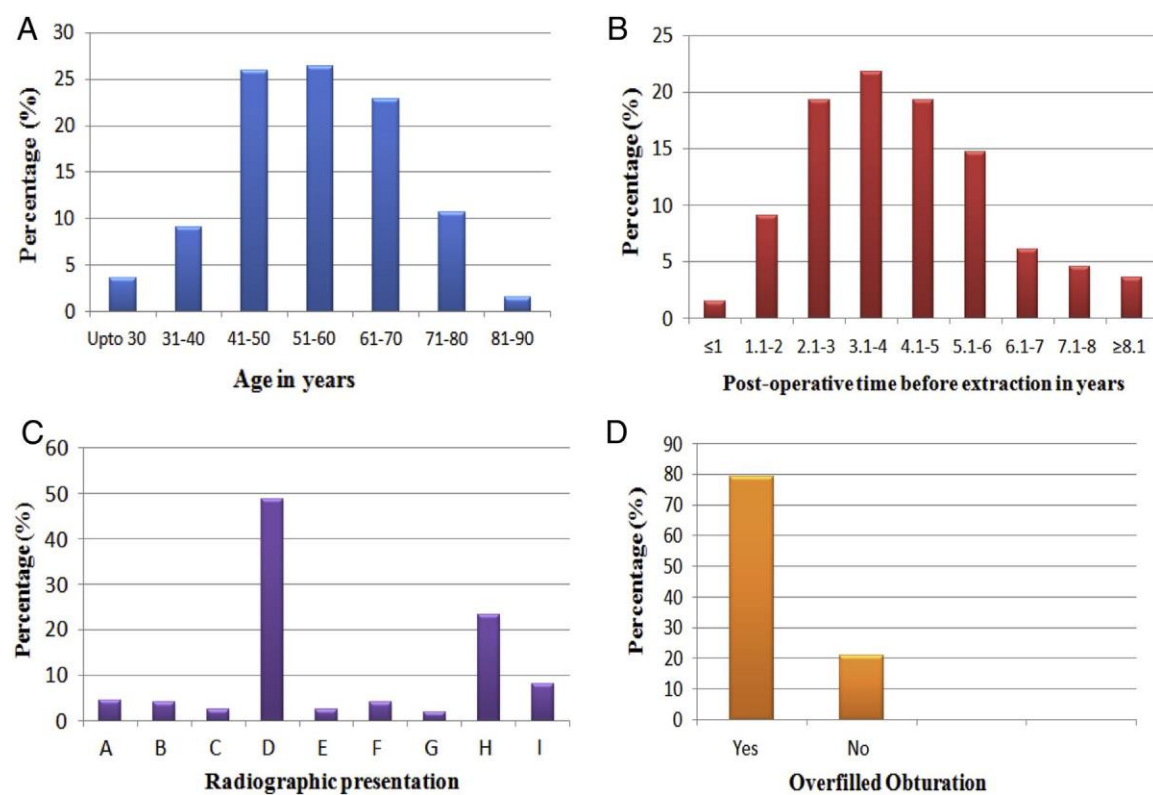 A
Percentage (%)
30
25
20
15
10
5
0
Upto 30 31-40 41-50 51-60 61-70 71-80 81-90
Age in years
B
Percentage (%)
25
20
15
10
5
0
≤1 1.1-2 2.1-3 3.1-4 4.1-5 5.1-6 6.1-7 7.1-8 ≥8.1
Post-operative time before extraction in years
C
Percentage (%)
60
50
40
30
20
10
0
A B C D E F G H I
Radiographic presentation
D
Percentage (%)
90
80
70
60
50
40
30
20
10
0
Yes No
Overfilled Obturation